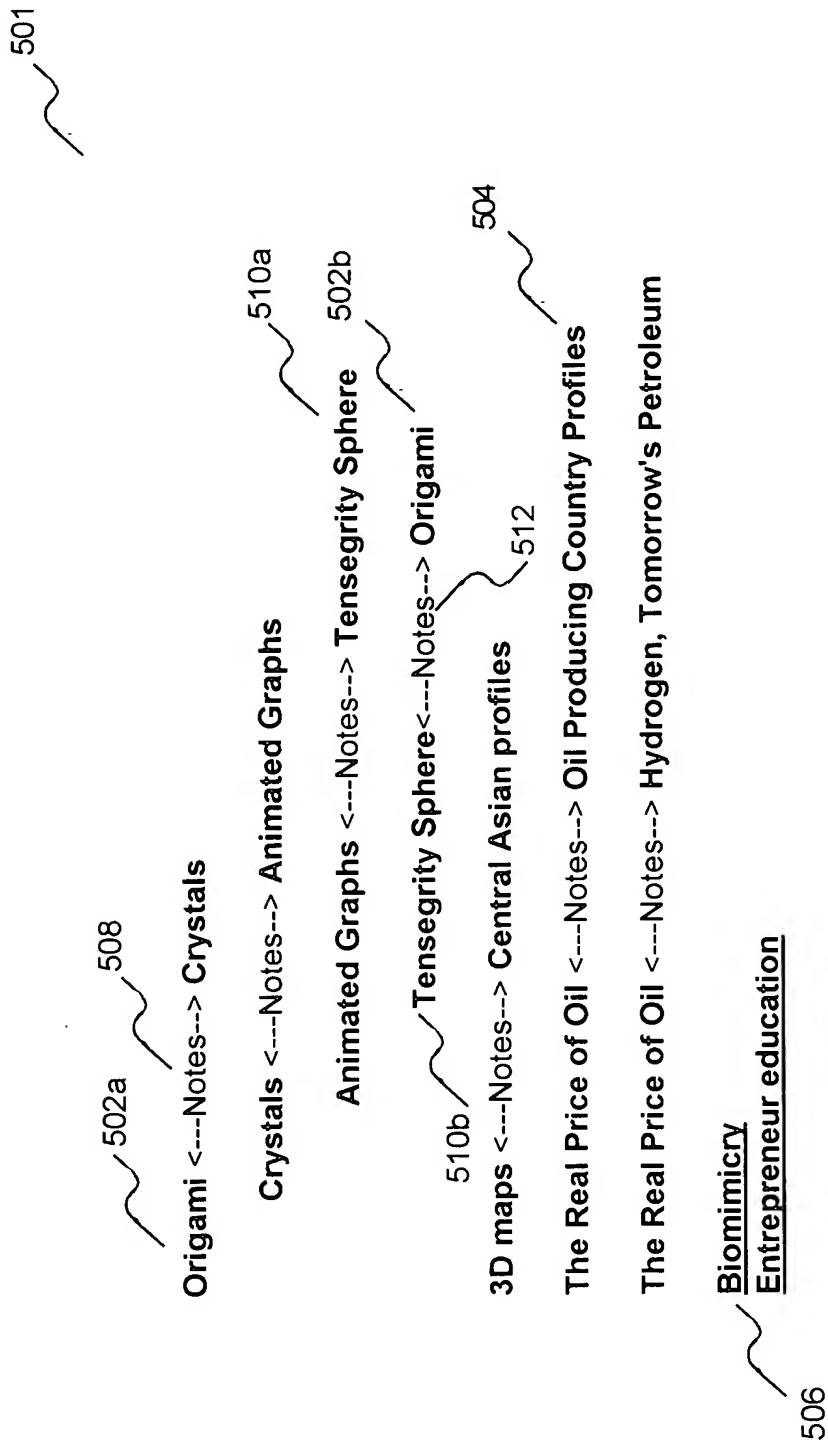 501
502a
508
Origami <---Notes--> Crystals
Crystals <---Notes--> Animated Graphs
510a
Animated Graphs <---Notes--> Tensegrity Sphere
502b
Tensegrity Sphere<---Notes--> Origami
510b
512
3D maps <---Notes--> Central Asian profiles
504
The Real Price of Oil <---Notes--> Oil Producing Country Profiles
The Real Price of Oil <---Notes--> Hydrogen, Tomorrow's Petroleum
Biomimicry
Entrepreneur education
506